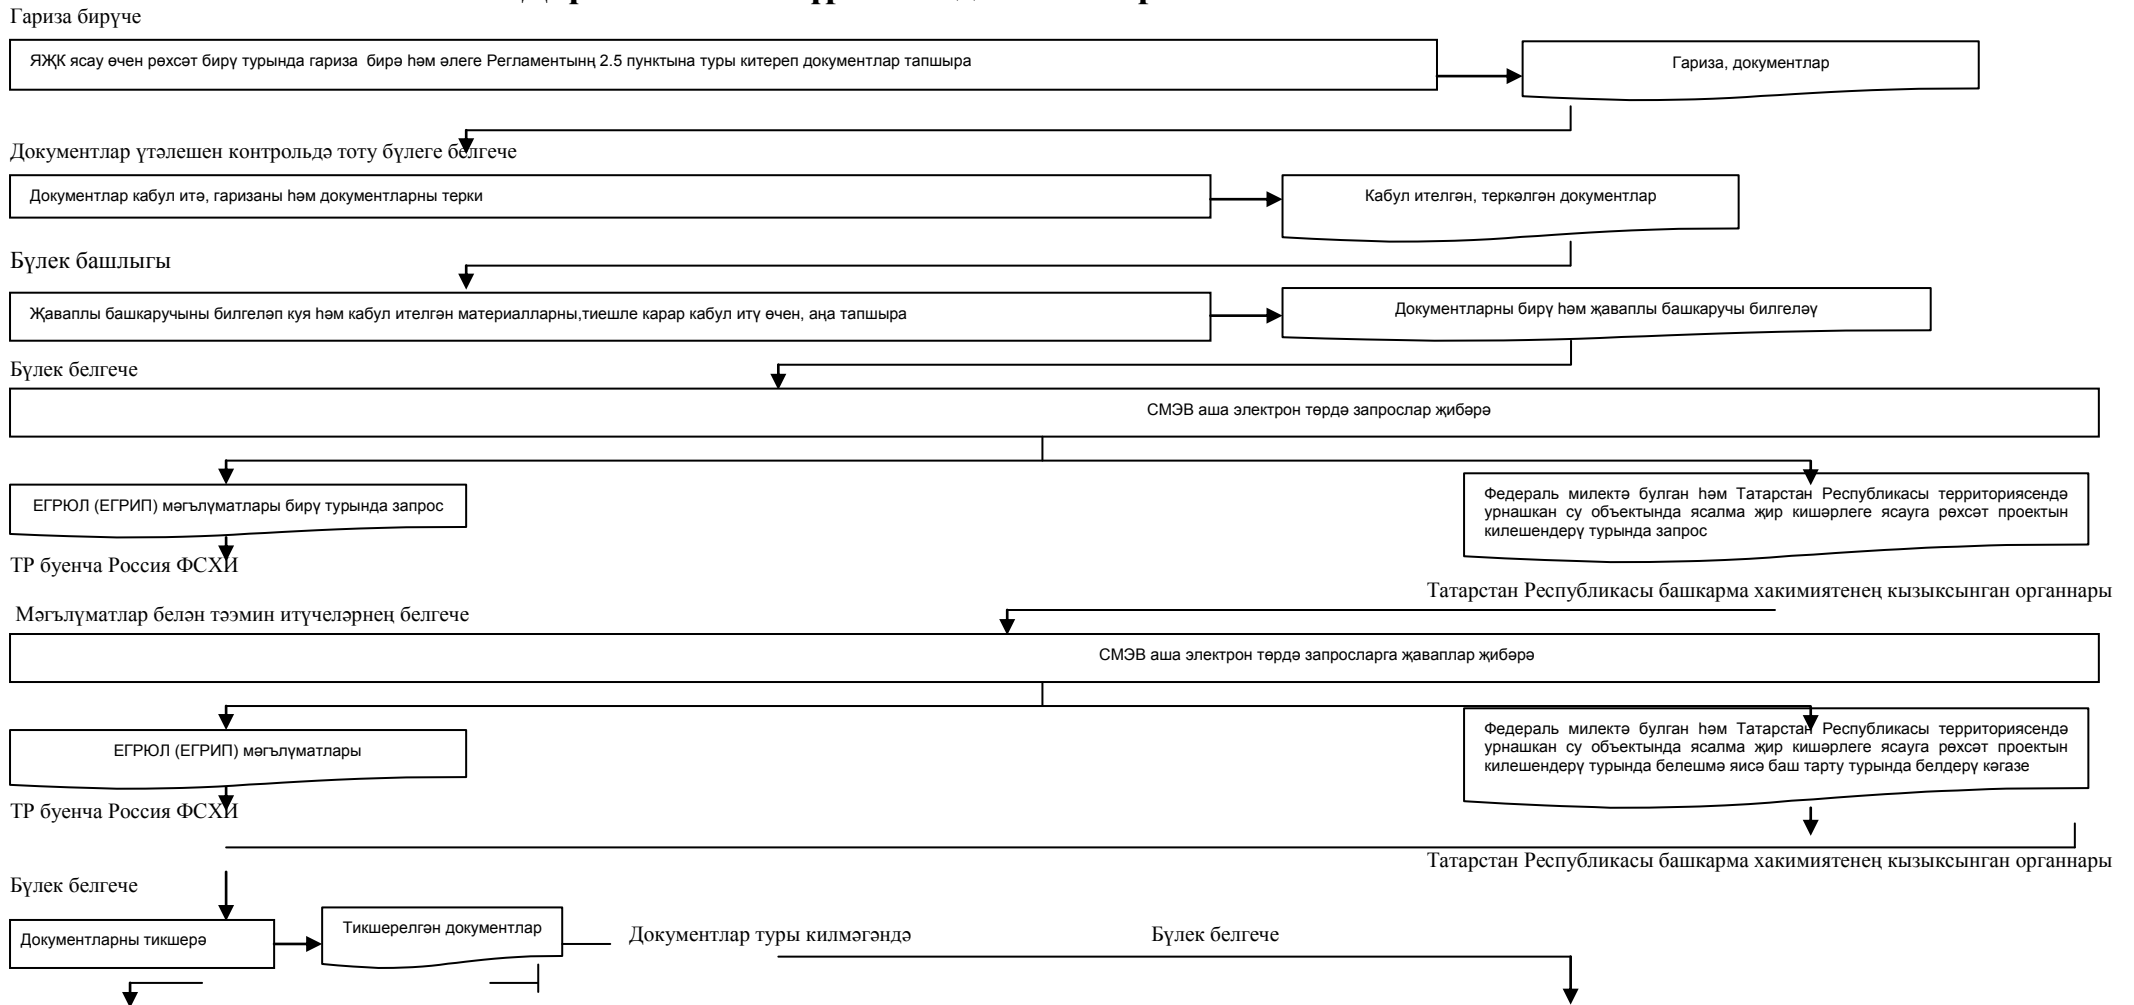 Гариза бирүче
ЯҖК ясау өчен рөхсәт бирү турында гариза бирә һәм әлеге Регламентынң 2.5 пунктына туры китереп документлар тапшыра
Гариза, документлар
Документлар үтәлешен контрольдә тоту бүлеге белгече
Документлар кабул итә, гаризаны һәм документларны терки
Кабул ителгән, теркәлгән документлар
Бүлек башлыгы
Җаваплы башкаручыны билгеләп куя һәм кабул ителгән материалларны,тиешле карар кабул итү өчен, аңа тапшыра
Документларны бирү һәм җаваплы башкаручы билгеләү
Бүлек белгече
СМЭВ аша электрон төрдә запрослар җибәрә
ЕГРЮЛ (ЕГРИП) мәгълүматлары бирү турында запрос
Федераль милектә булган һәм Татарстан Республикасы территориясендә
урнашкан су объектында ясалма җир кишәрлеге ясауга рөхсәт проектын
килешендерү турында запрос
ТР буенча Россия ФСХИ
Татарстан Республикасы башкарма хакимиятенең кызыксынган органнары
Мәгълүматлар белән тәэмин итүчеләрнең белгече
СМЭВ аша электрон төрдә запросларга җаваплар җибәрә
ЕГРЮЛ (ЕГРИП) мәгълүматлары
Федераль милектә булган һәм Татарстан Республикасы территориясендә
урнашкан су объектында ясалма җир кишәрлеге ясауга рөхсәт проектын
килешендерү турында белешмә яисә баш тарту турында белдерү кәгазе
ТР буенча Россия ФСХИ
Татарстан Республикасы башкарма хакимиятенең кызыксынган органнары
Бүлек белгече
Документларны тикшерә
Тикшерелгән документлар
Документлар туры килмәгәндә
Бүлек белгече